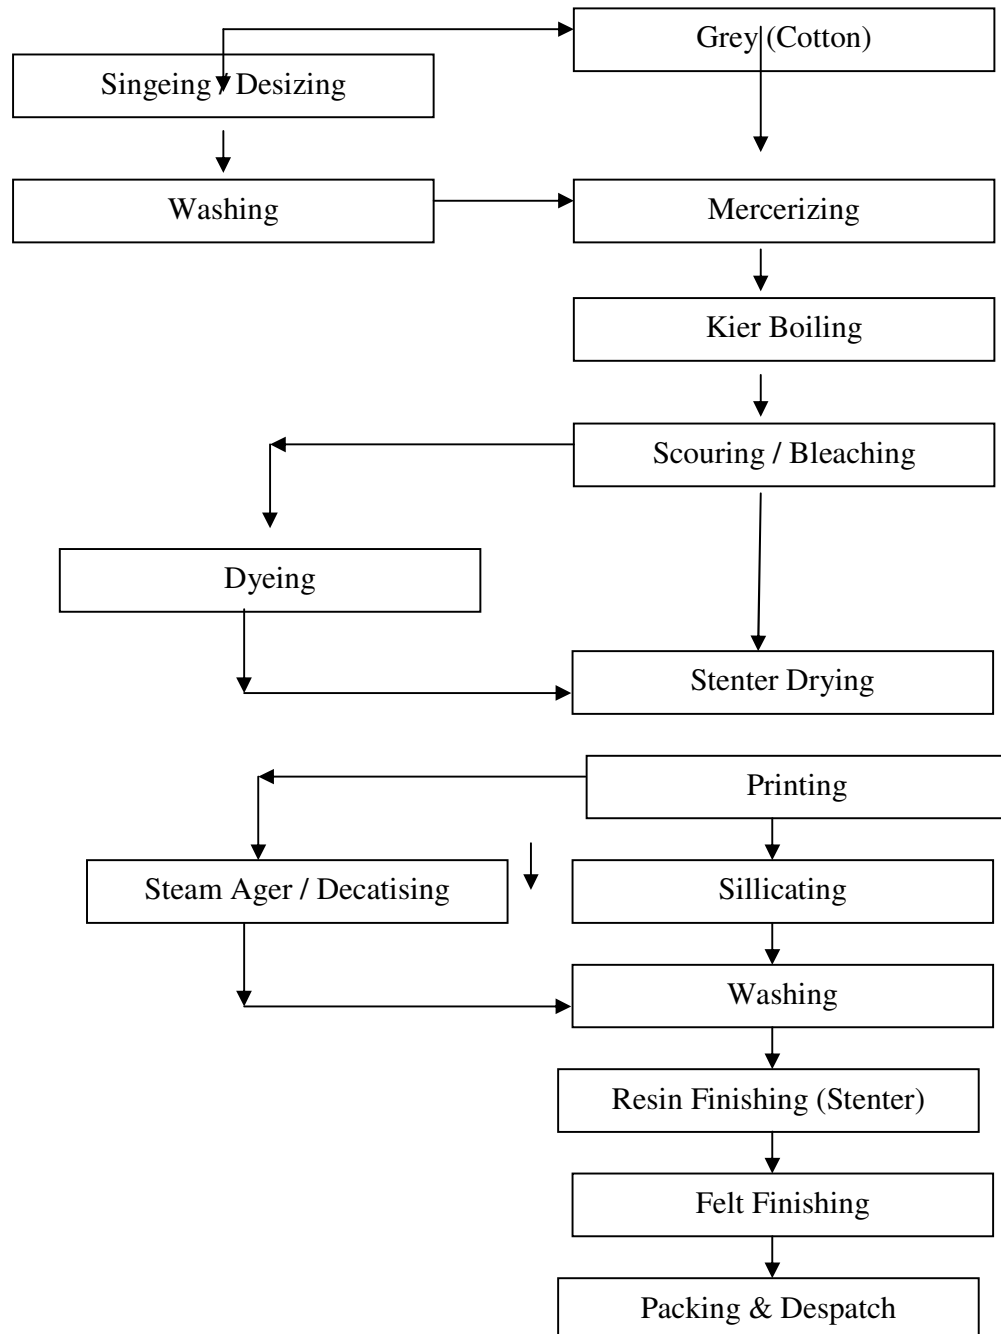 Grey (Cotton)
Singeing / Desizing
Washing
Mercerizing
Kier Boiling
Scouring / Bleaching
Dyeing
Stenter Drying
Printing
Steam Ager / Decatising
Sillicating
Washing
Resin Finishing (Stenter)
Felt Finishing
Packing & Despatch